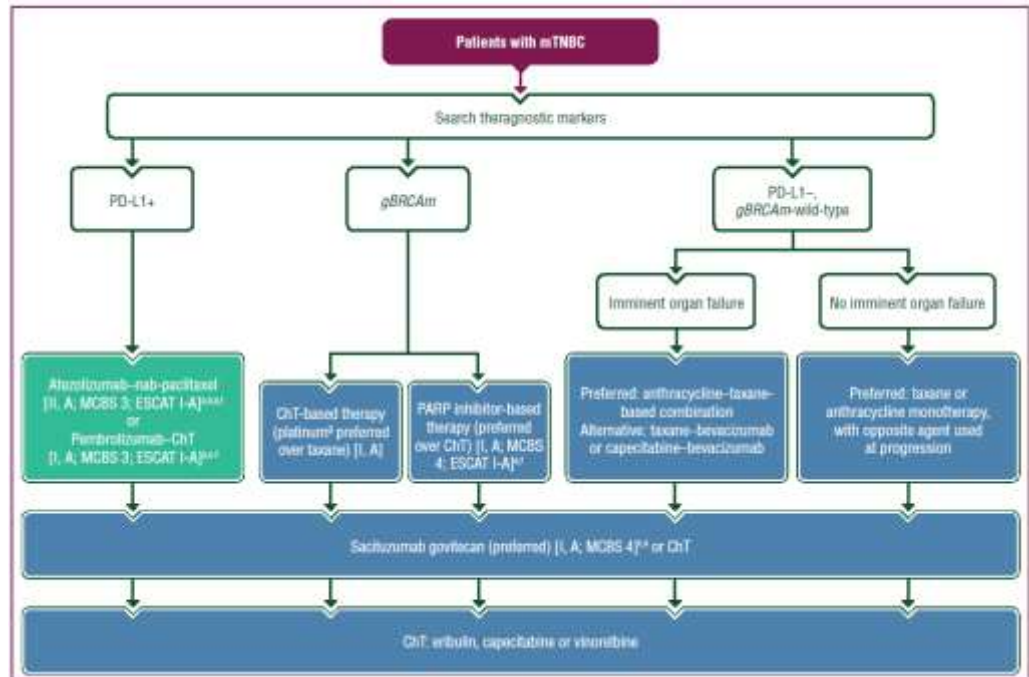 Patients with mTNBC
Search theragnostic markers
PD-L1+
gBRCAm
PD-L1–,
gBRCAm-wild-type
Imminent organ failure
No imminent organ failure
Atezolizumab–nab-paclitaxel
[II, A; MCBS 3; ESCAT I-A]
or
Pembrolizumab–ChT
[I, A; MCBS 3; ESCAT I-A]
ChT-based therapy
(platinum preferred
over taxane) [I, A]
PARP inhibitor-based
therapy (preferred
over ChT) [I, A; MCBS
4; ESCAT I-A]
Preferred: anthracycline–taxane-
based combination
Alternative: taxane–bevacizumab
or capecitabine–bevacizumab
Preferred: taxane or
anthracycline monotherapy,
with opposite agent used
at progression
Sacituzumab govitecan (preferred) [I, A; MCBS 4] or ChT
ChT: eribulin, capecitabine or vinorelbine